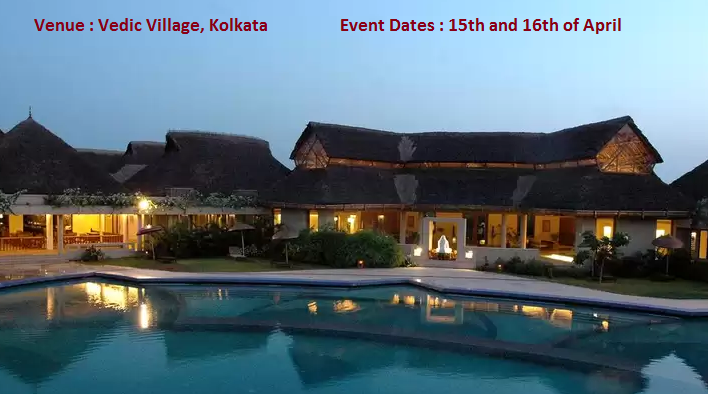 Venue : Vedic Village, Kolkata Event Dates : 15th and 16th of April